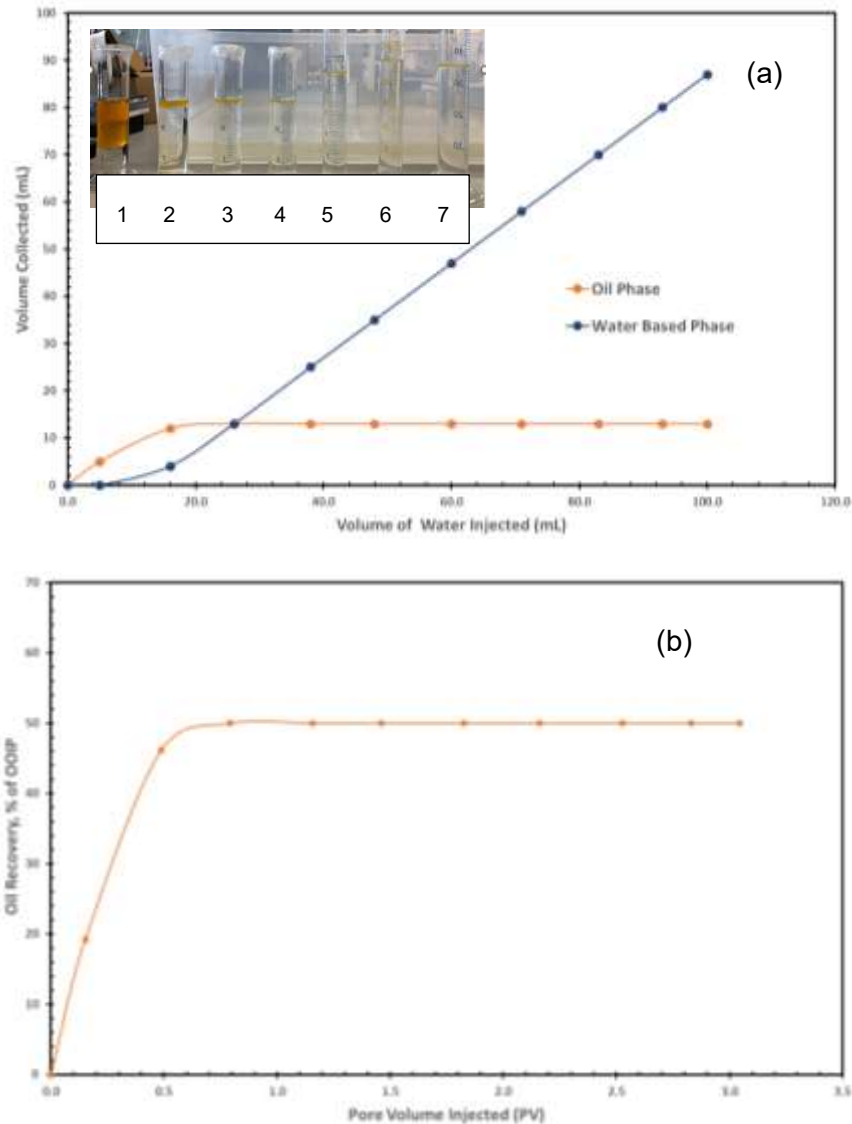 100
90
80
70
60
50
40
30
20
10
0
Volume Collected (mL)
(a)
1 2 3 4 5 6 7
Oil Phase
Water Based Phase
0.0 20.0 40.0 60.0 80.0 100.0 120.0
Volume of Water Injected (mL)
70
60
50
40
30
20
10
0
Oil Recovery, % of OOIP
(b)
0.0 0.5 1.0 1.5 2.0 2.5 3.0 3.5
Pore Volume Injected (PV)